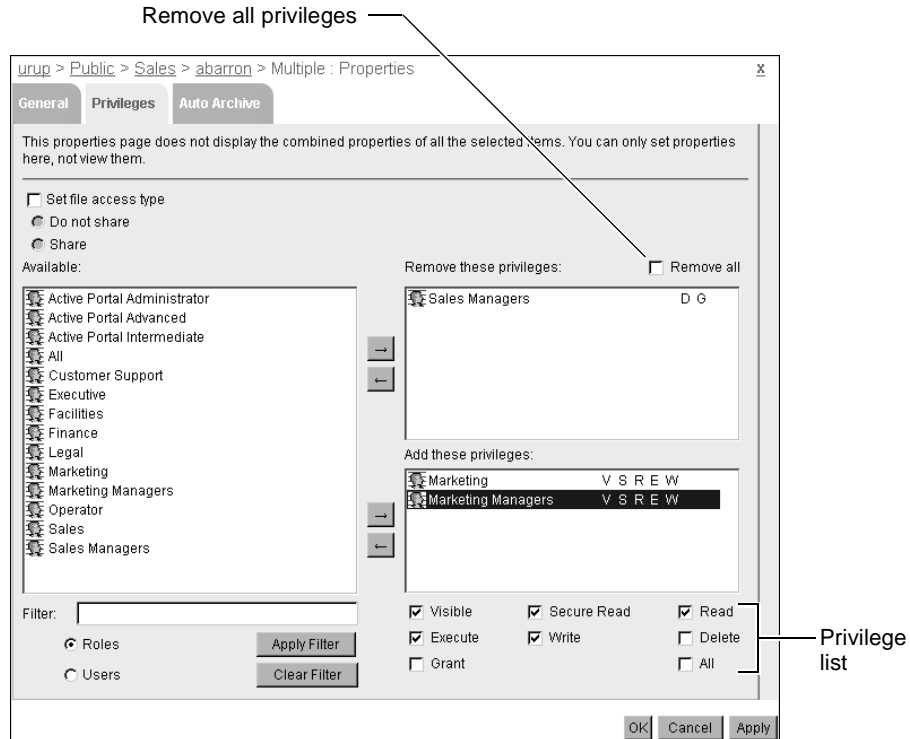 Remove all privileges
urup > Public > Sales > abarron > Multiple : Properties x
General Privileges Auto Archive
This properties page does not display the combined properties of all the selected items. You can only set properties
here, not view them.
Set file access type
Do not share
Share
Available:
Active Portal Administrator
Active Portal Advanced
Active Portal Intermediate
All
Customer Support
Executive
Facilities
Finance
Legal
Marketing
Marketing Managers
Operator
Sales
Sales Managers
Filter:
Roles Apply Filter
Users Clear Filter
Remove these privileges: Remove all
Sales Managers D G
Add these privileges:
Marketing V S R E W
Marketing Managers V S R E W
Visible Secure Read Read
Execute Write Delete
Grant All
Privilege
list
OK Cancel Apply